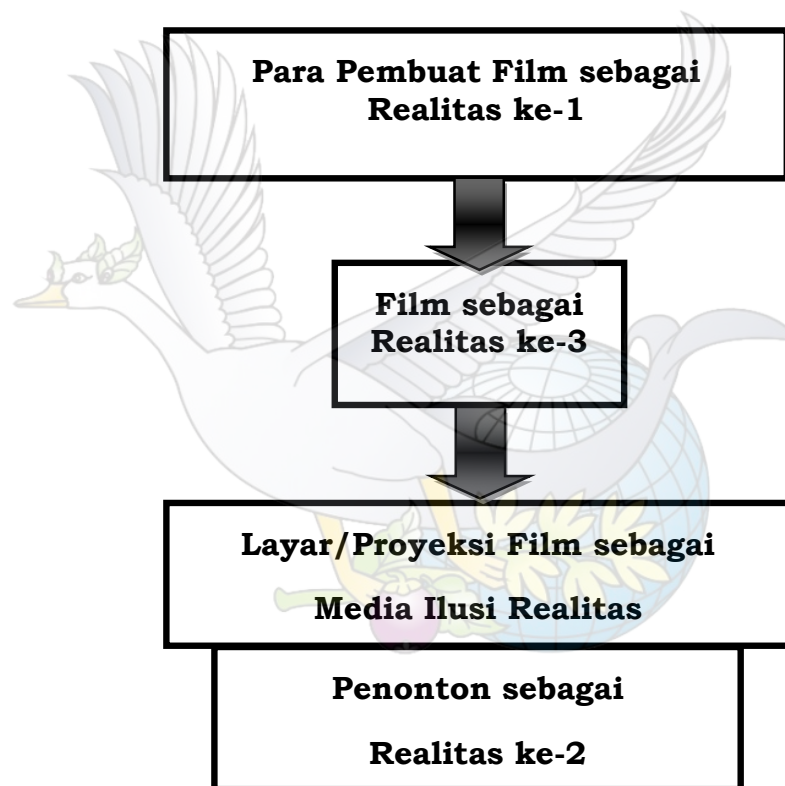 Para Pembuat Film sebagai
Realitas ke-1
Film sebagai
Realitas ke-3
Layar/Proyeksi Film sebagai
Media Ilusi Realitas
Penonton sebagai
Realitas ke-2